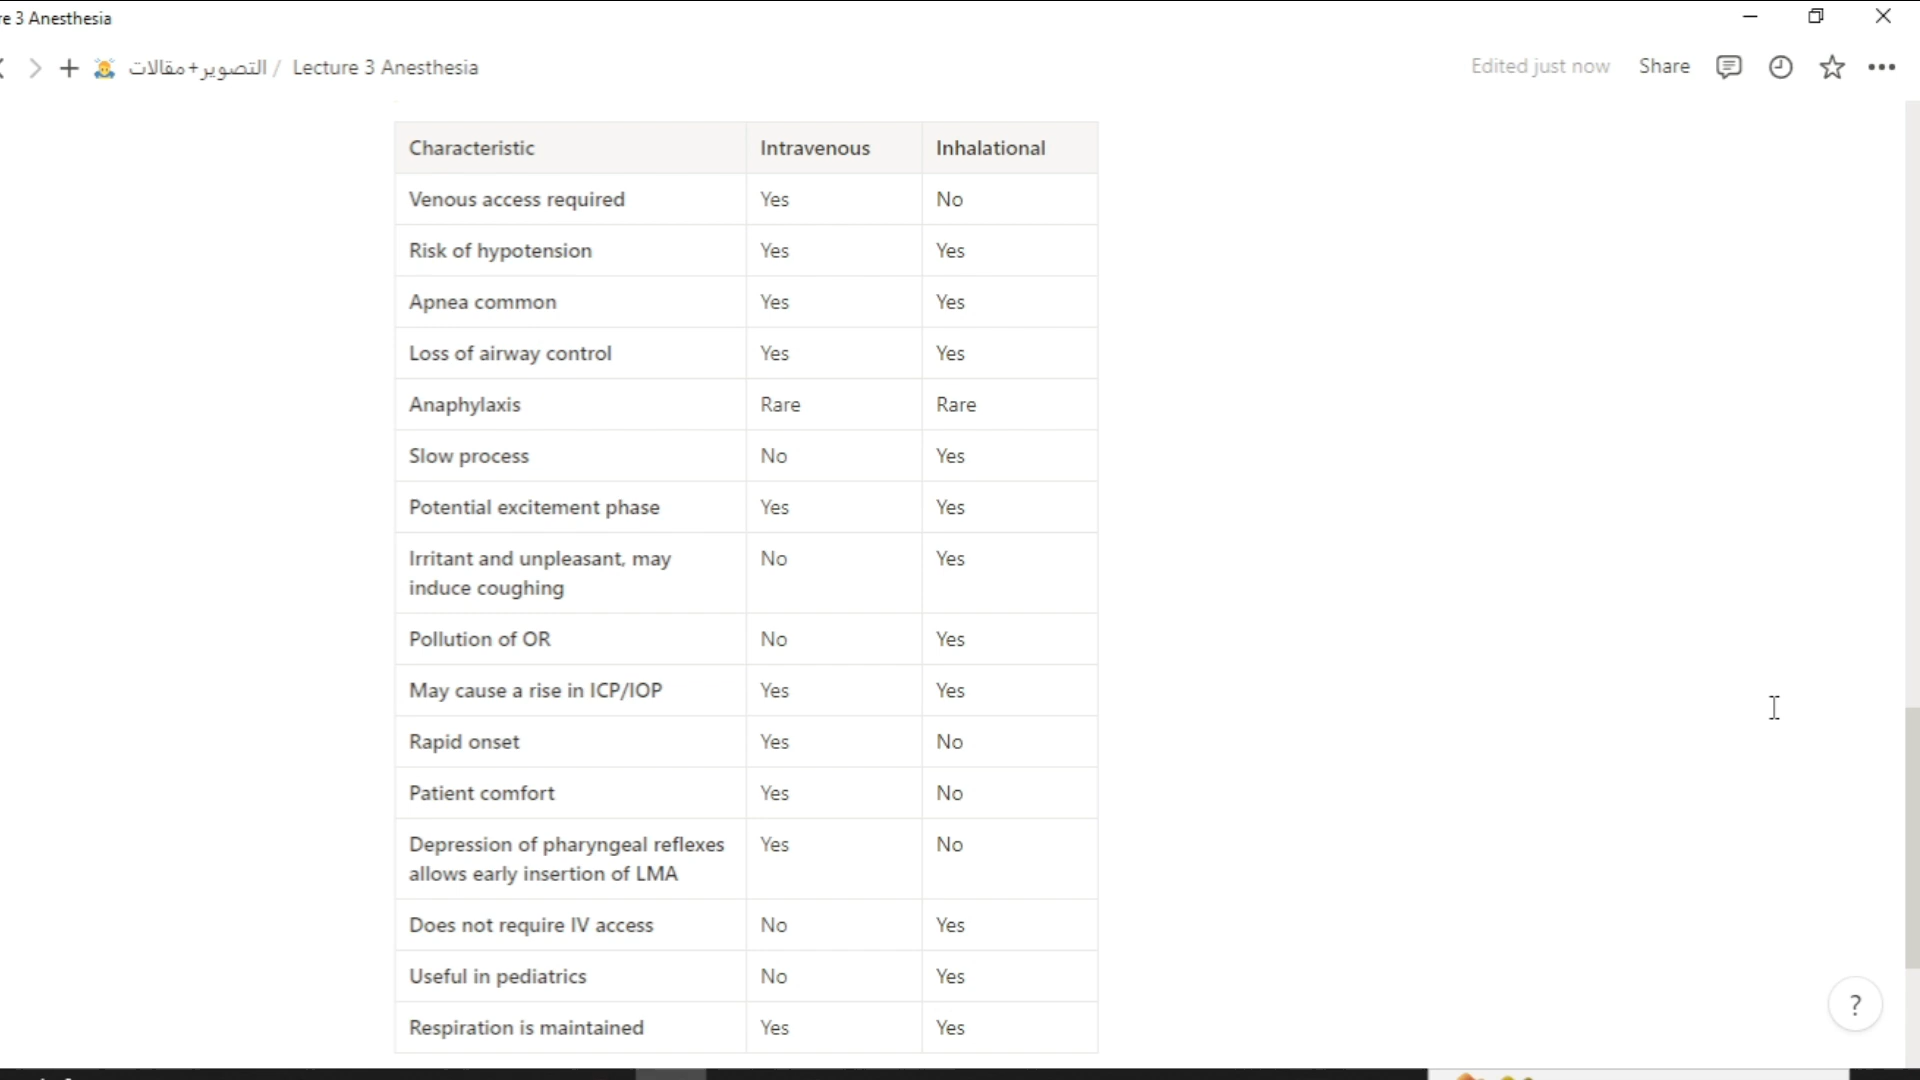 re 3 Anesthesia
التصوير+مقالات / Lecture 3 Anesthesia
Edited just now Share
Characteristic Intravenous Inhalational
Venous access required Yes No
Risk of hypotension Yes Yes
Apnea common Yes Yes
Loss of airway control Yes Yes
Anaphylaxis Rare Rare
Slow process No Yes
Potential excitement phase Yes Yes
Irritant and unpleasant, may No Yes
induce coughing
Pollution of OR No Yes
May cause a rise in ICP/IOP Yes Yes
Rapid onset Yes No
Patient comfort Yes No
Depression of pharyngeal reflexes Yes No
allows early insertion of LMA
Does not require IV access No Yes
Useful in pediatrics No Yes
Respiration is maintained Yes Yes
?